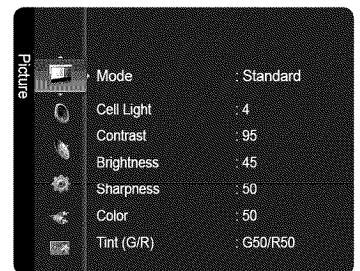 Picture
Mode : Standard
Cell Light : 4
Contrast : 95
Brightness : 45
Sharpness : 50
Color : 50
Tint (G/R) : G50/R50